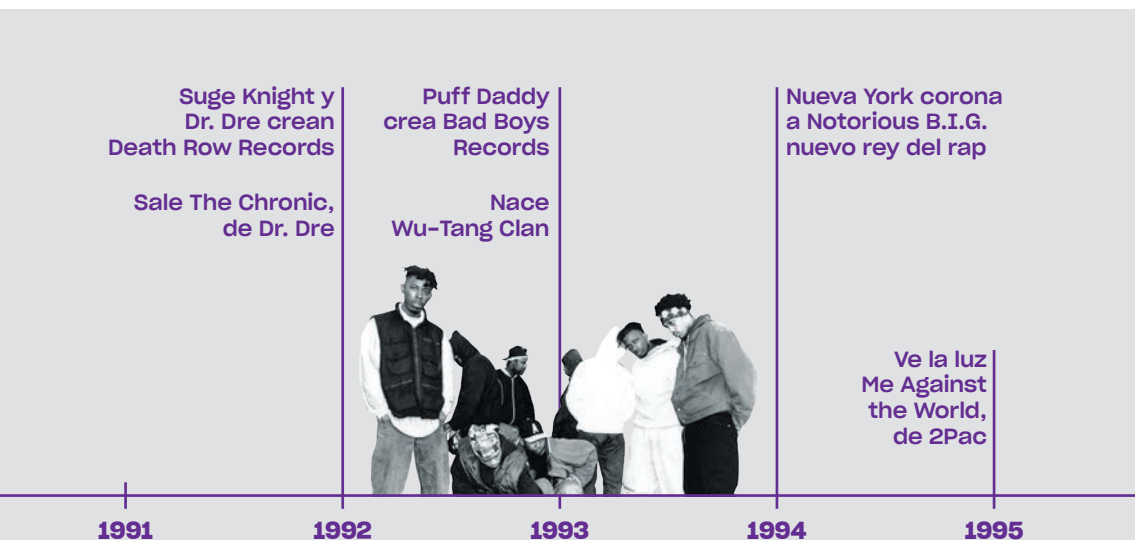 Suge Knight y
Dr. Dre crean
Death Row Records
Sale The Chronic,
de Dr. Dre
Puff Daddy
crea Bad Boys
Records
Nace
Wu-Tang Clan
Nueva York corona
a Notorious B.I.G.
nuevo rey del rap
Ve la luz
Me Against
the World,
de 2Pac
1991
1992
1993
1994
1995